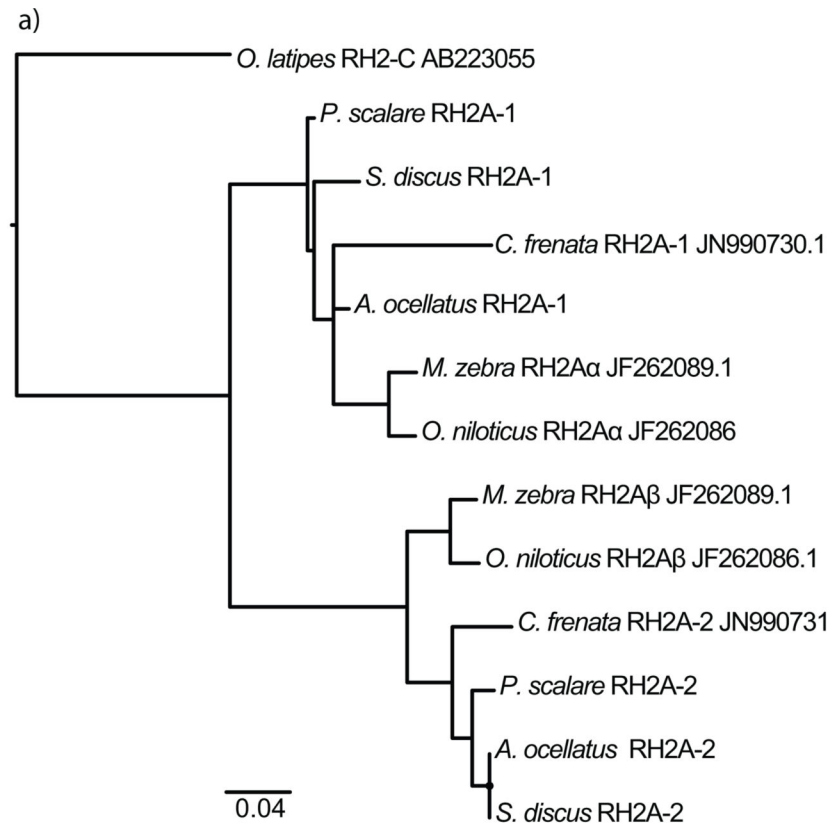 a)
O. latipes RH2-C AB223055
P. scalare RH2A-1
S. discus RH2A-1
C. frenata RH2A-1 JN990730.1
A. ocellatus RH2A-1
M. zebra RH2Aα JF262089.1
O. niloticus RH2Aα JF262086
M. zebra RH2Aβ JF262089.1
O. niloticus RH2Aβ JF262086.1
C. frenata RH2A-2 JN990731
P. scalare RH2A-2
A. ocellatus RH2A-2
S. discus RH2A-2
0.04